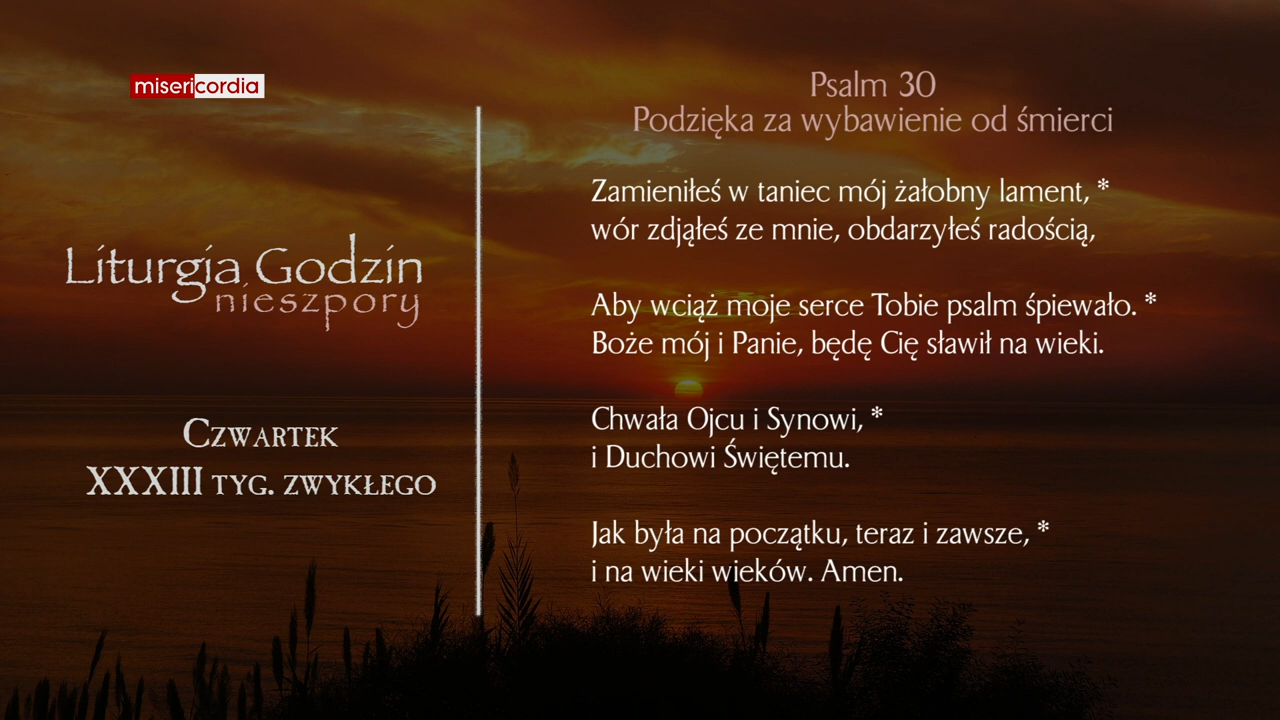 misericordia
Liturgia Godzin
nieszpory
Czwartek
XXXIII tyg. zwykłego
Psalm 30
Podzięka za wybawienie od śmierci
Zamieniłeś w taniec mój żałobny lament, *
wór zdjąłeś ze mnie, obdarzyłeś radością,
Aby wciąż moje serce Tobie psalm śpiewało. *
Boże mój i Panie, będę Cię sławił na wieki.
Chwała Ojcu i Synowi, *
i Duchowi Świętemu.
Jak była na początku, teraz i zawsze, *
i na wieki wieków. Amen.